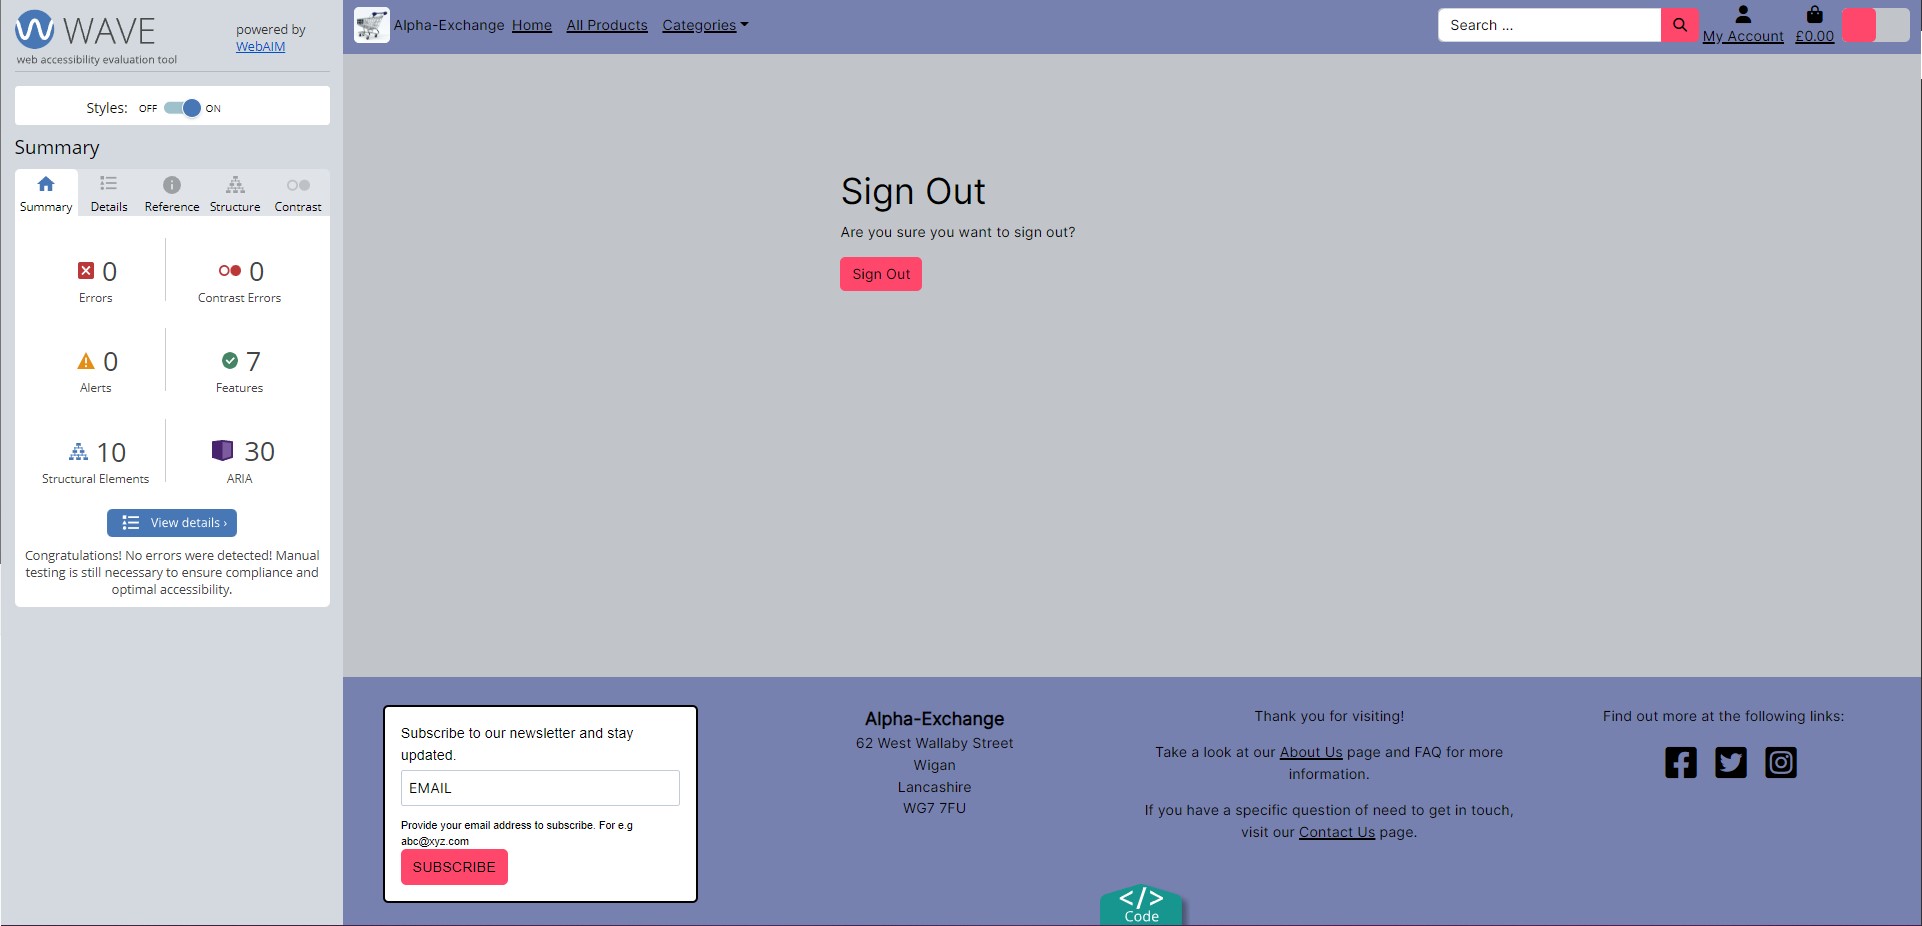 WAVE
powered by
WebAIM
web accessibility evaluation tool
Styles: OFF ON
Summary
Summary Details Reference Structure Contrast
0 0
Errors Contrast Errors
0 7
Alerts Features
10 30
Structural Elements ARIA
View details ›
Congratulations! No errors were detected! Manual
testing is still necessary to ensure compliance and
optimal accessibility.
Alpha-Exchange Home All Products Categories
Search ...
My Account £0.00
Sign Out
Are you sure you want to sign out?
Sign Out
Subscribe to our newsletter and stay
updated.
EMAIL
Provide your email address to subscribe. For e.g
abc@xyz.com
SUBSCRIBE
Alpha-Exchange
62 West Wallaby Street
Wigan
Lancashire
WG7 7FU
Thank you for visiting!
Take a look at our About Us page and FAQ for more
information.
If you have a specific question of need to get in touch,
visit our Contact Us page.
Find out more at the following links:
</>
Code